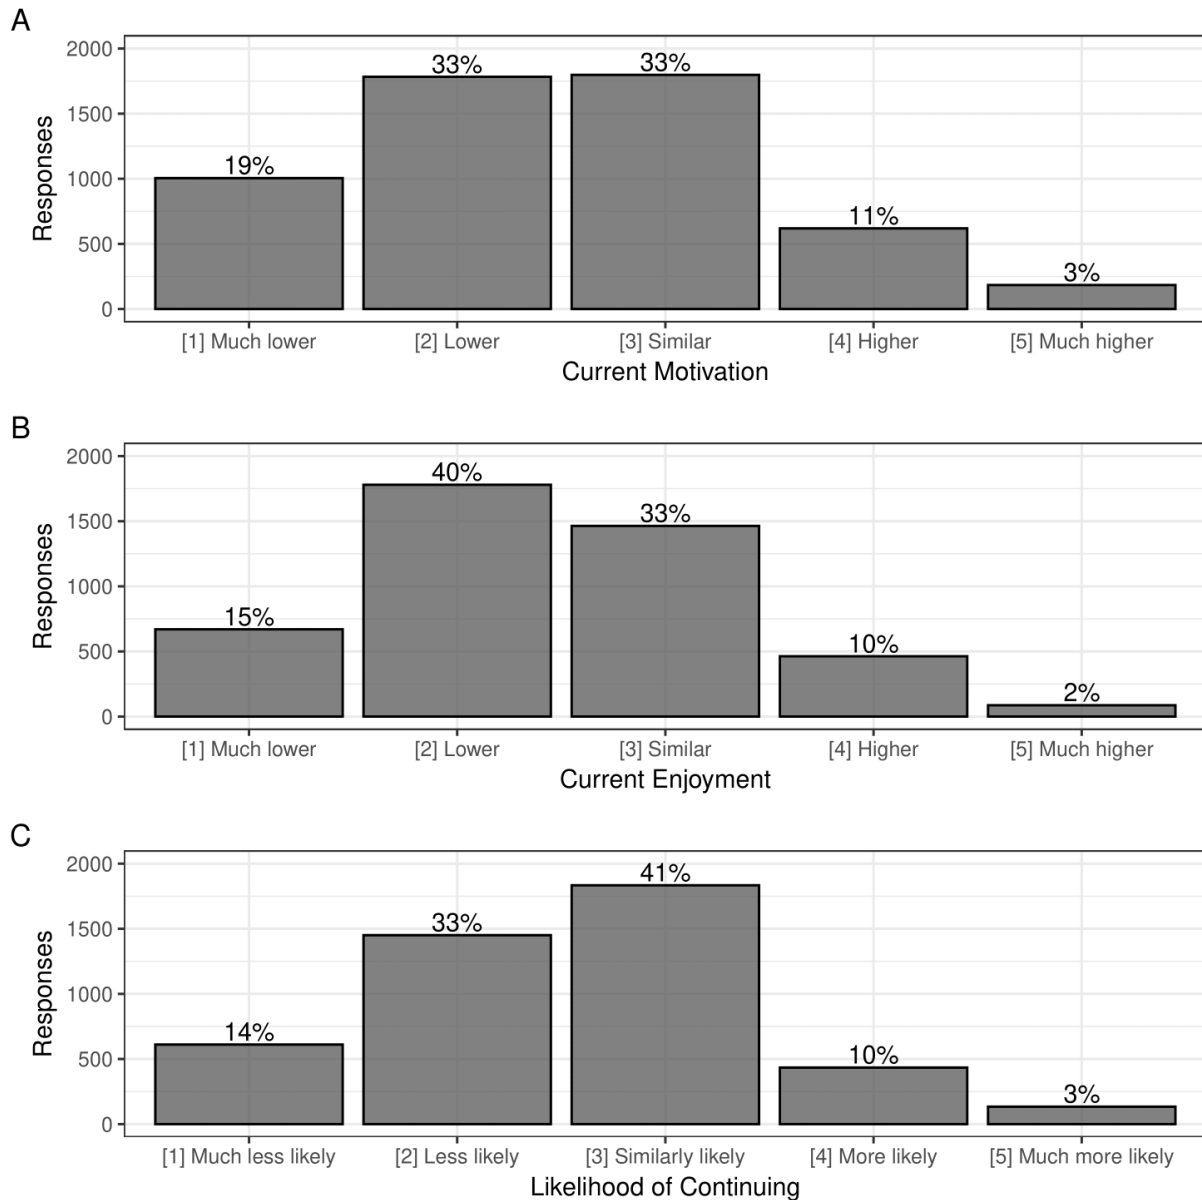 A
2000
1500
1000
500
0
Responses
19%
33%
33%
11%
3%
[1] Much lower [2] Lower [3] Similar [4] Higher [5] Much higher
Current Motivation
B
2000
1500
1000
500
0
Responses
15%
40%
33%
10%
2%
[1] Much lower [2] Lower [3] Similar [4] Higher [5] Much higher
Current Enjoyment
C
2000
1500
1000
500
0
Responses
14%
33%
41%
10%
3%
[1] Much less likely [2] Less likely [3] Similarly likely [4] More likely [5] Much more likely
Likelihood of Continuing